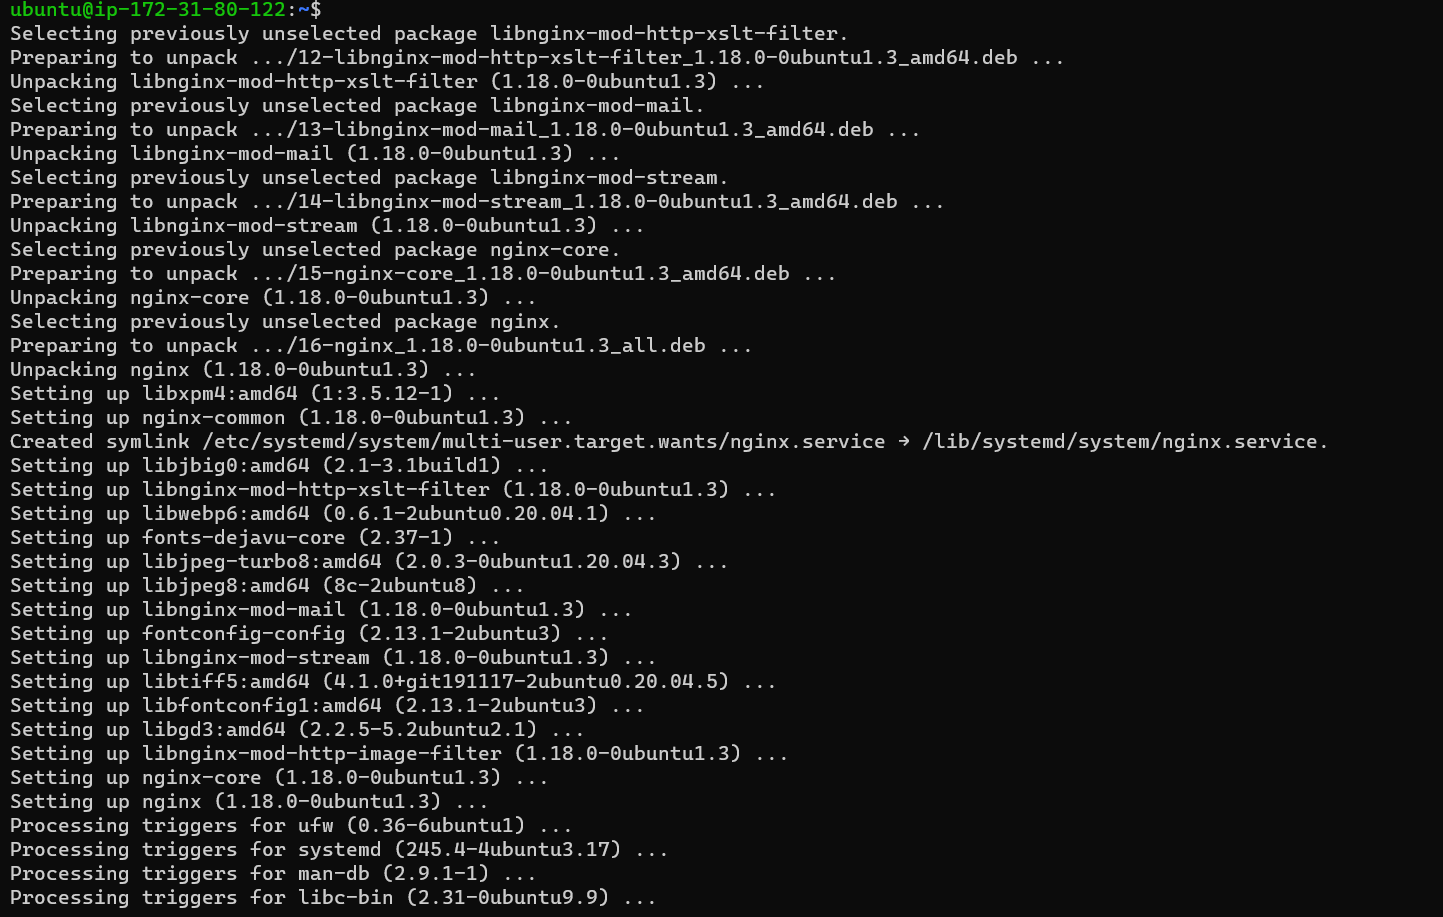 ubuntu@ip-172-31-80-122:~$
Selecting previously unselected package libnginx-mod-http-xslt-filter.
Preparing to unpack .../12-libnginx-mod-http-xslt-filter_1.18.0-0ubuntu1.3_amd64.deb ...
Unpacking libnginx-mod-http-xslt-filter (1.18.0-0ubuntu1.3) ...
Selecting previously unselected package libnginx-mod-mail.
Preparing to unpack .../13-libnginx-mod-mail_1.18.0-0ubuntu1.3_amd64.deb ...
Unpacking libnginx-mod-mail (1.18.0-0ubuntu1.3) ...
Selecting previously unselected package libnginx-mod-stream.
Preparing to unpack .../14-libnginx-mod-stream_1.18.0-0ubuntu1.3_amd64.deb ...
Unpacking libnginx-mod-stream (1.18.0-0ubuntu1.3) ...
Selecting previously unselected package nginx-core.
Preparing to unpack .../15-nginx-core_1.18.0-0ubuntu1.3_amd64.deb ...
Unpacking nginx-core (1.18.0-0ubuntu1.3) ...
Selecting previously unselected package nginx.
Preparing to unpack .../16-nginx_1.18.0-0ubuntu1.3_all.deb ...
Unpacking nginx (1.18.0-0ubuntu1.3) ...
Setting up libxpm4:amd64 (1:3.5.12-1) ...
Setting up nginx-common (1.18.0-0ubuntu1.3) ...
Created symlink /etc/systemd/system/multi-user.target.wants/nginx.service → /lib/systemd/system/nginx.service.
Setting up libjbig0:amd64 (2.1-3.1build1) ...
Setting up libnginx-mod-http-xslt-filter (1.18.0-0ubuntu1.3) ...
Setting up libwebp6:amd64 (0.6.1-2ubuntu0.20.04.1) ...
Setting up fonts-dejavu-core (2.37-1) ...
Setting up libjpeg-turbo8:amd64 (2.0.3-0ubuntu1.20.04.3) ...
Setting up libjpeg8:amd64 (8c-2ubuntu8) ...
Setting up libnginx-mod-mail (1.18.0-0ubuntu1.3) ...
Setting up fontconfig-config (2.13.1-2ubuntu3) ...
Setting up libnginx-mod-stream (1.18.0-0ubuntu1.3) ...
Setting up libtiff5:amd64 (4.1.0+git191117-2ubuntu0.20.04.5) ...
Setting up libfontconfig1:amd64 (2.13.1-2ubuntu3) ...
Setting up libgd3:amd64 (2.2.5-5.2ubuntu2.1) ...
Setting up libnginx-mod-http-image-filter (1.18.0-0ubuntu1.3) ...
Setting up nginx-core (1.18.0-0ubuntu1.3) ...
Setting up nginx (1.18.0-0ubuntu1.3) ...
Processing triggers for ufw (0.36-6ubuntu1) ...
Processing triggers for systemd (245.4-4ubuntu3.17) ...
Processing triggers for man-db (2.9.1-1) ...
Processing triggers for libc-bin (2.31-0ubuntu9.9) ...